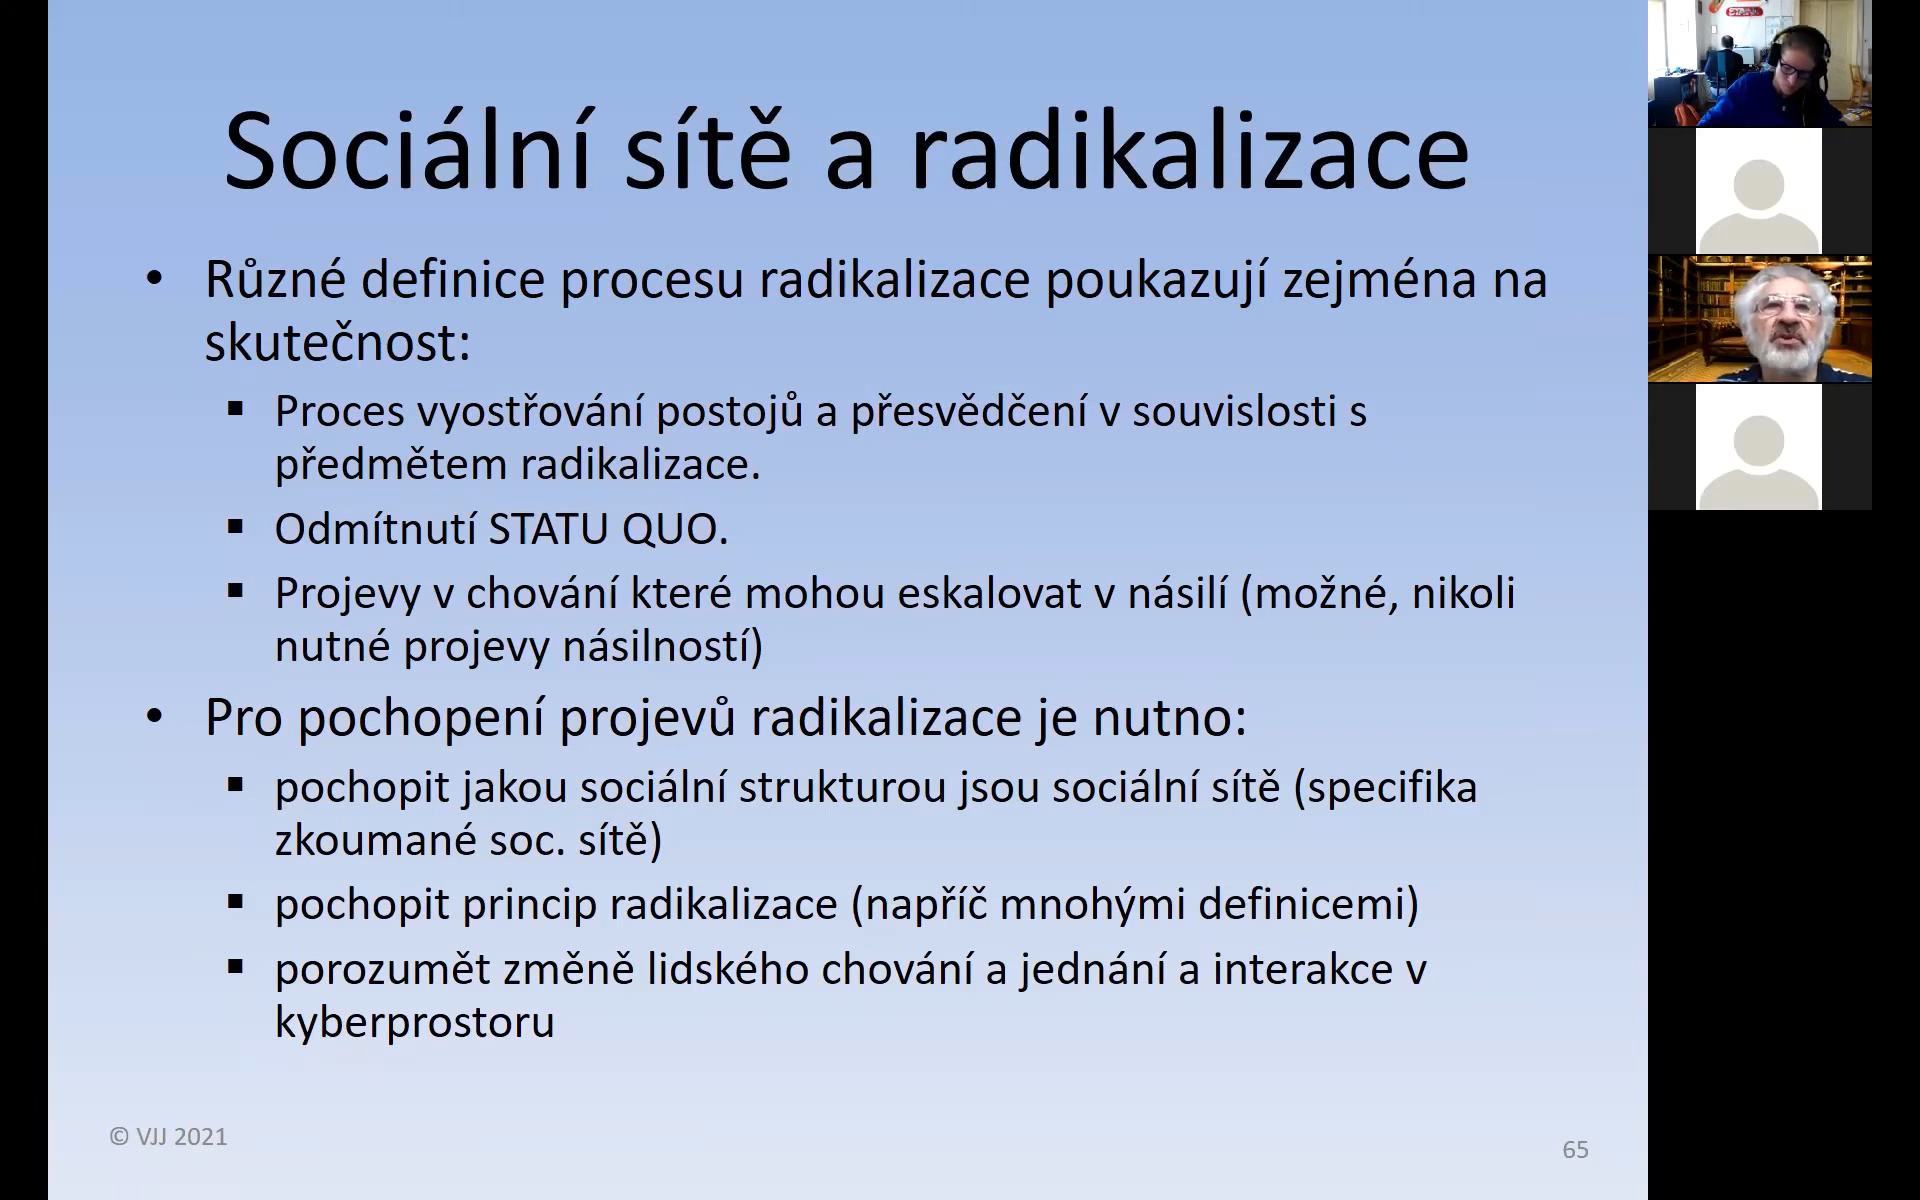 Sociální sítě a radikalizace
• Různé definice procesu radikalizace poukazují zejména na
skutečnost:
▪ Proces vyostřování postojů a přesvědčení v souvislosti s
předmětem radikalizace.
▪ Odmítnutí STATU QUO.
▪ Projevy v chování které mohou eskalovat v násilí (možné, nikoli
nutné projevy násilností)
• Pro pochopení projevů radikalizace je nutno:
▪ pochopit jakou sociální strukturou jsou sociální sítě (specifika
zkoumané soc. sítě)
▪ pochopit princip radikalizace (napříč mnohými definicemi)
▪ porozumět změně lidského chování a jednání a interakce v
kyberprostoru
© VJJ 2021
65